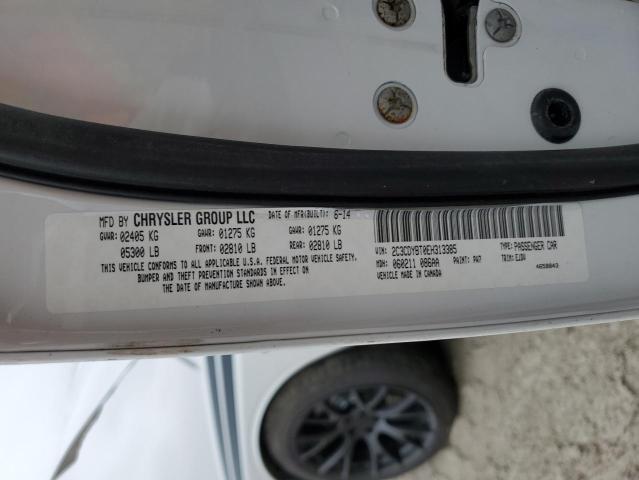 MFD BY CHRYSLER GROUP LLC DATE OF MFR(BUILT): 6-14
GVWR: 02405 KG GAWR: 01275 KG GAWR: 01275 KG
05300 LB FRONT: 02810 LB REAR: 02810 LB
THIS VEHICLE CONFORMS TO ALL APPLICABLE U.S.A. FEDERAL MOTOR VEHICLE SAFETY,
BUMPER AND THEFT PREVENTION STANDARDS IN EFFECT ON
THE DATE OF MANUFACTURE SHOWN ABOVE.
VIN: 2C3CDYBT0EH313385 TYPE: PASSENGER CAR
MDH: 060211 086AA PAINT: PW7 TRIM: EJDV
VEHICLE MADE IN CANADA 4658843